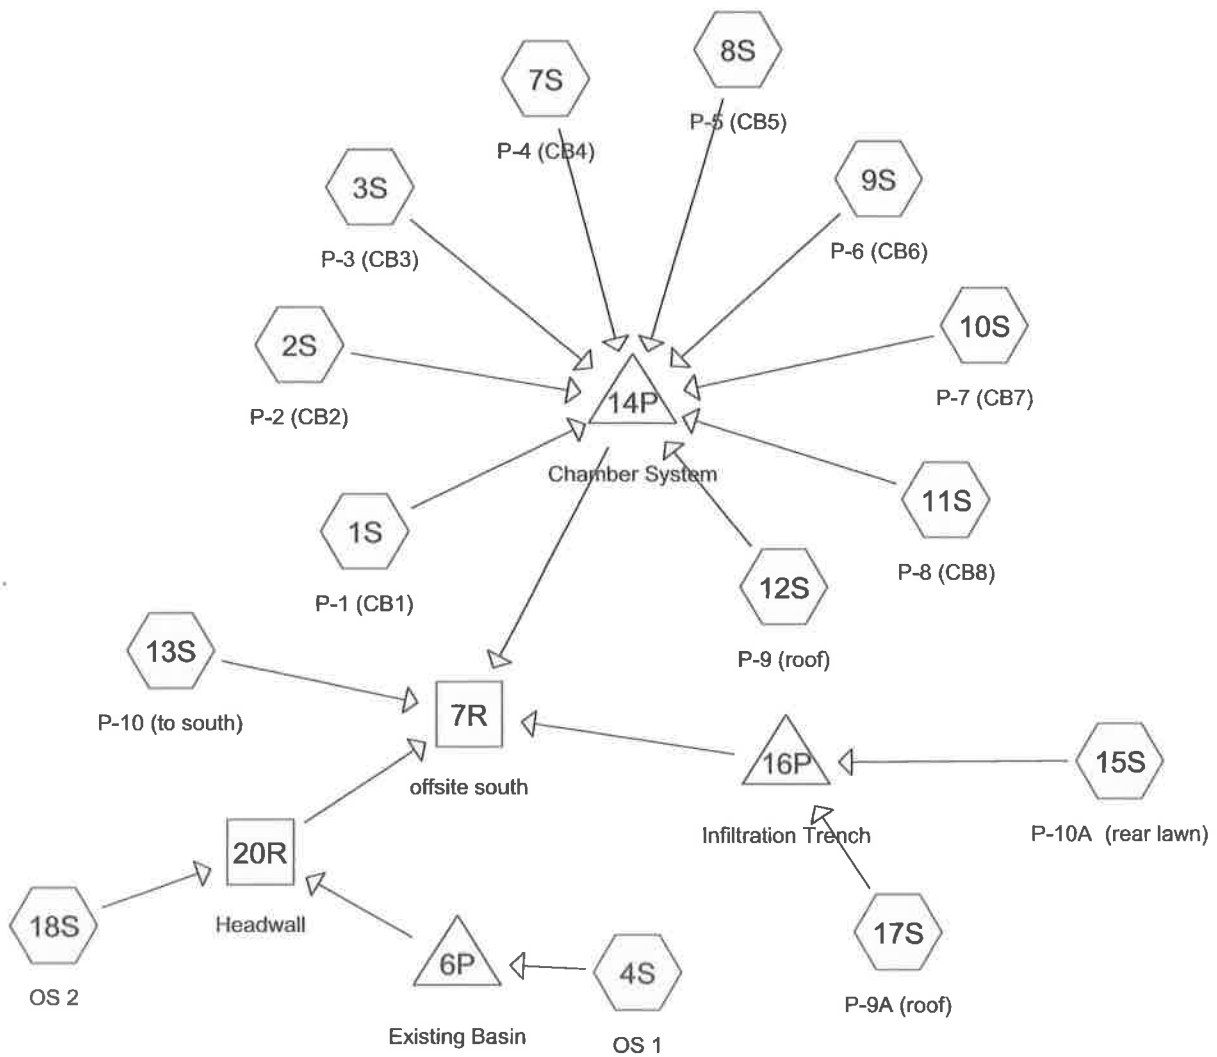 8S
P-5 (CB5)
7S
P-4 (CB4)
3S
P-3 (CB3)
9S
P-6 (CB6)
2S
P-2 (CB2)
10S
P-7 (CB7)
14P
Chamber System
1S
P-1 (CB1)
11S
P-8 (CB8)
12S
P-9 (roof)
13S
P-10 (to south)
7R
offsite south
16P
Infiltration Trench
15S
P-10A (rear lawn)
20R
Headwall
18S
OS 2
6P
Existing Basin
4S
OS 1
17S
P-9A (roof)